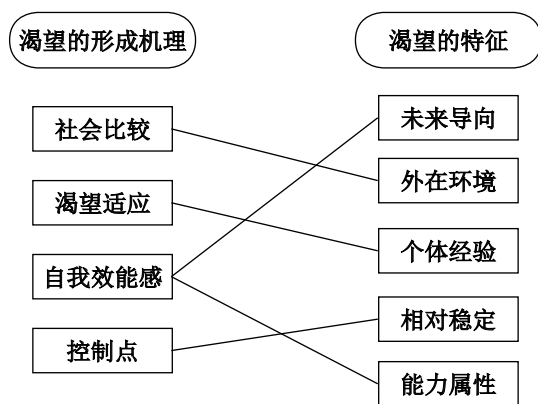 渴望的形成机理
渴望的特征
社会比较
渴望适应
自我效能感
控制点
未来导向
外在环境
个体经验
相对稳定
能力属性